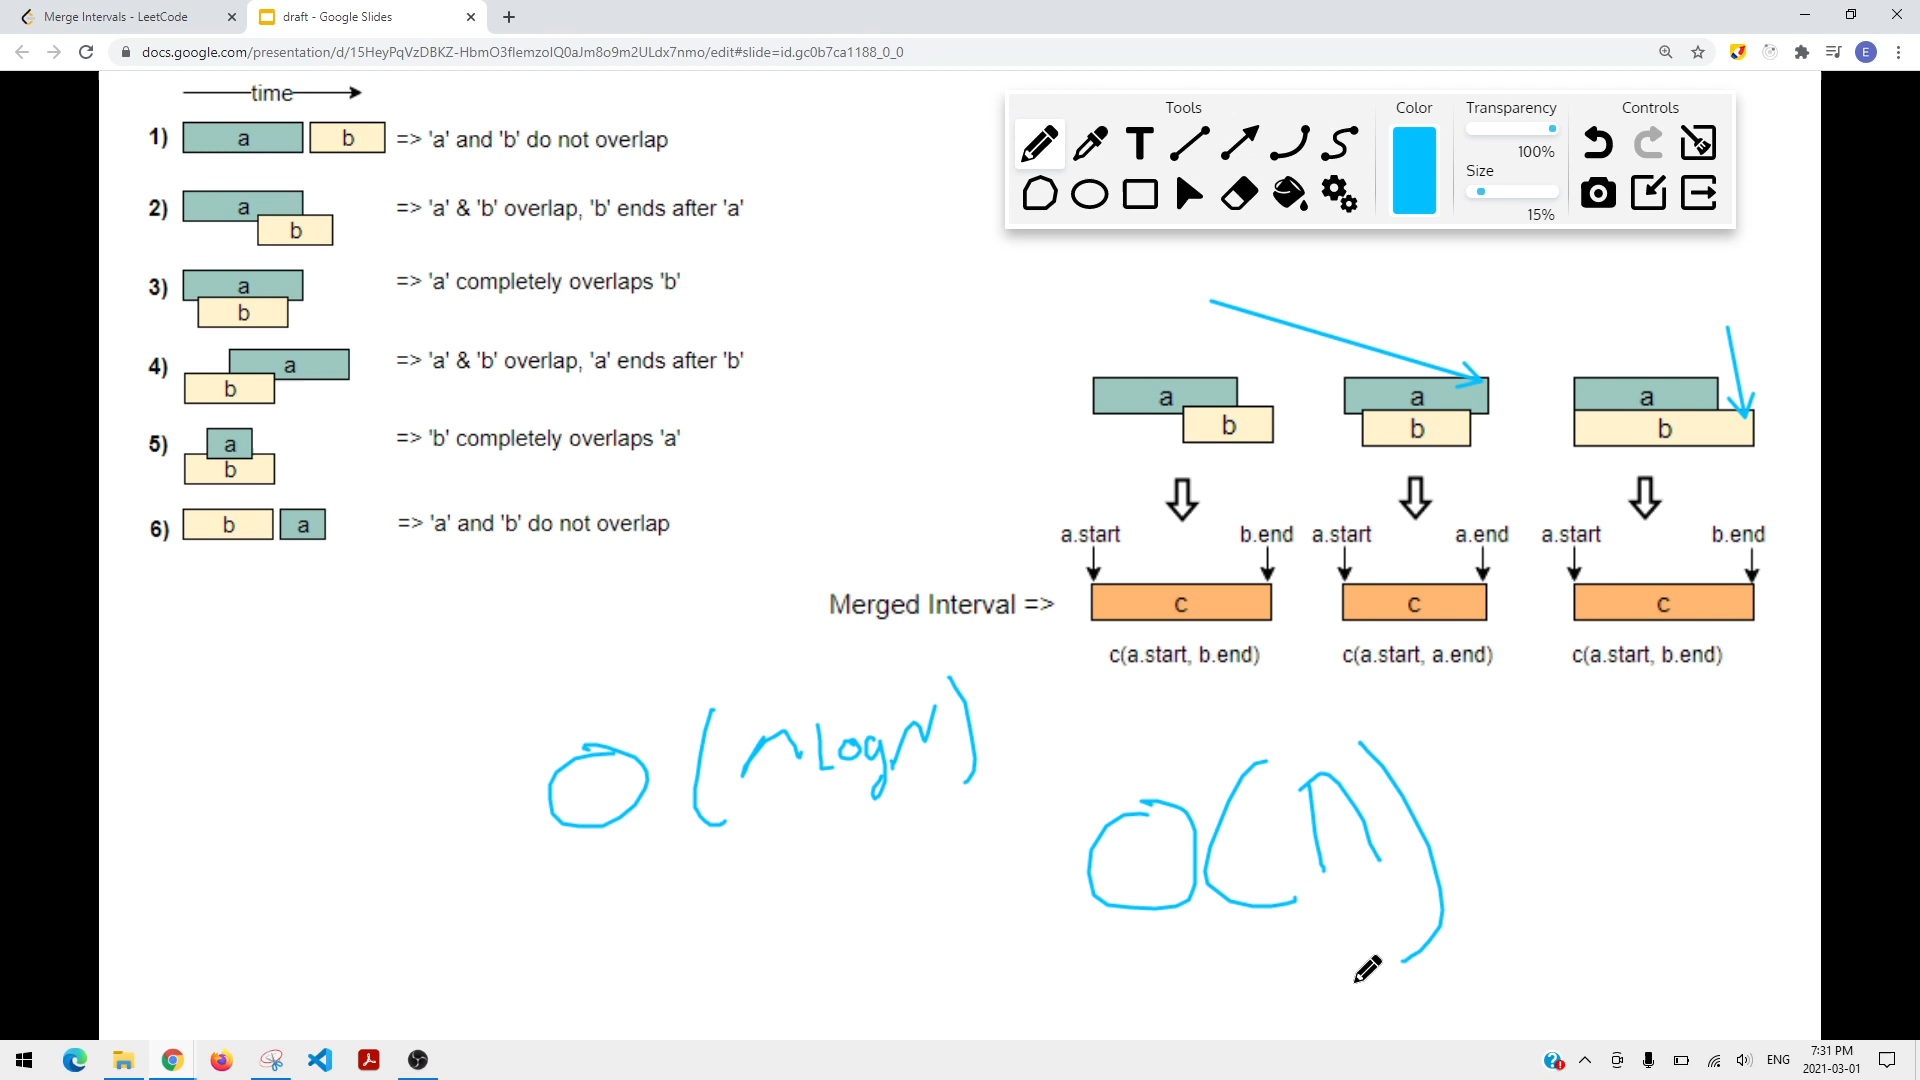 Merge Intervals - LeetCode
draft - Google Slides
docs.google.com/presentation/d/15HeyPqVzDBKZ-HbmO3flemzoIQ0aJm8o9m2ULdx7nmo/edit#slide=id.gc0b7ca1188_0_0
E
time
1) a b => 'a' and 'b' do not overlap
2) a b => 'a' & 'b' overlap, 'b' ends after 'a'
3) a b => 'a' completely overlaps 'b'
4) a b => 'a' & 'b' overlap, 'a' ends after 'b'
5) a b => 'b' completely overlaps 'a'
6) b a => 'a' and 'b' do not overlap
Tools Color Transparency Controls
T
100%
Size
15%
a a a
b b b
a.start b.end a.start a.end a.start b.end
Merged Interval => c c c
c(a.start, b.end) c(a.start, a.end) c(a.start, b.end)
O(nLogN)
O(n)
ENG
7:31 PM
2021-03-01